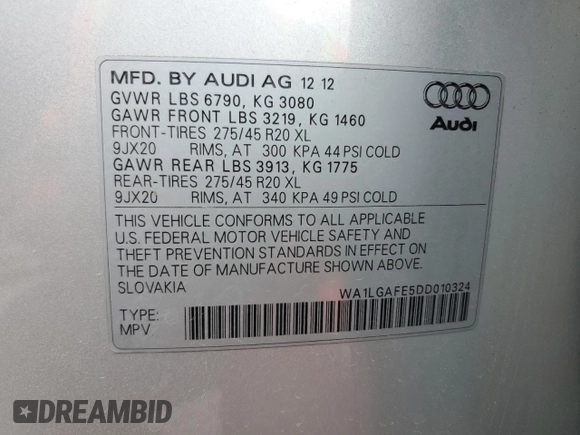 MFD. BY AUDI AG 12 12
GVWR LBS 6790, KG 3080
GAWR FRONT LBS 3219, KG 1460
FRONT-TIRES 275/45 R20 XL
9JX20 RIMS, AT 300 KPA 44 PSI COLD
GAWR REAR LBS 3913, KG 1775
REAR-TIRES 275/45 R20 XL
9JX20 RIMS, AT 340 KPA 49 PSI COLD
Audi
THIS VEHICLE CONFORMS TO ALL APPLICABLE
U.S. FEDERAL MOTOR VEHICLE SAFETY AND
THEFT PREVENTION STANDARDS IN EFFECT ON
THE DATE OF MANUFACTURE SHOWN ABOVE.
SLOVAKIA
WA1LGAFE5DD010324
TYPE:
MPV
DREAMBID